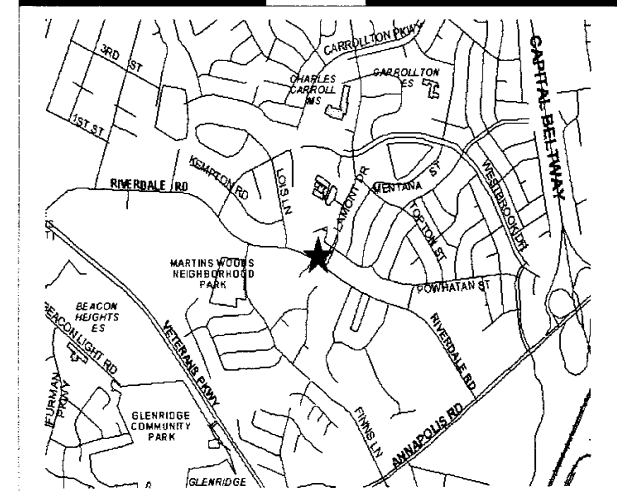 CARROLLTON PKWY
3RD ST
CHARLES
CARROLL
MS
CARROLLTON
ES
CAPITAL BELTWAY
1ST ST
KEMPTON RD
LOIS LN
LAMONT DR
MENTANA ST
WESTBROOK DR
RIVERDALE RD
TOPTON ST
MARTINS WOODS
NEIGHBORHOOD
PARK
POWHATAN ST
BEACON
HEIGHTS
ES
BEACON LIGHT RD
VETERANS PKWY
RIVERDALE RD
FURMAN
PKWY
GLENRIDGE
COMMUNITY
PARK
FINNS LN
ANNAPOLIS RD
GLENRIDGE